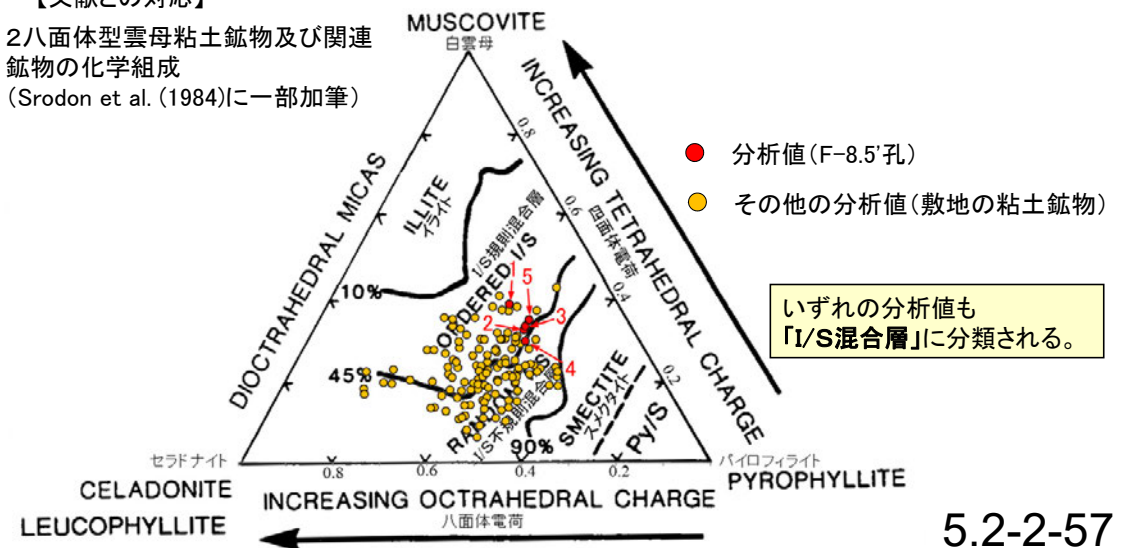 【文献との対応】
2八面体型雲母粘土鉱物及び関連
鉱物の化学組成
(Srodon et al. (1984)に一部加筆)
MUSCOVITE
白雲母
INCREASING TETRAHEDRAL CHARGE
四面体電荷
DIOCTRAHEDRAL MICAS
0.8
0.6
0.4
0.2
ILLITE
イライト
I/S規則混合層
ORDERED I/S
10%
45%
90%
1
5
2
3
4
I/S不規則混合層
SMECTITE
スメクタイト
Py/S
分析値(F-8.5'孔)
その他の分析値(敷地の粘土鉱物)
いずれの分析値も
「I/S混合層」に分類される。
セラドナイト
CELADONITE
LEUCOPHYLLITE
0.8
0.6
0.4
0.2
パイロフィライト
PYROPHYLLITE
INCREASING OCTRAHEDRAL CHARGE
八面体電荷
5.2-2-57